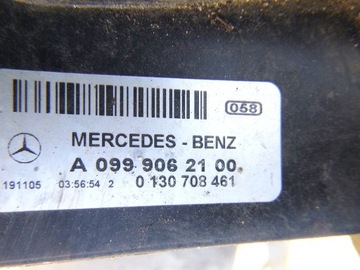 058
MERCEDES - BENZ
A 099 906 21 00
191105 03:56:54 2 0 130 708 461